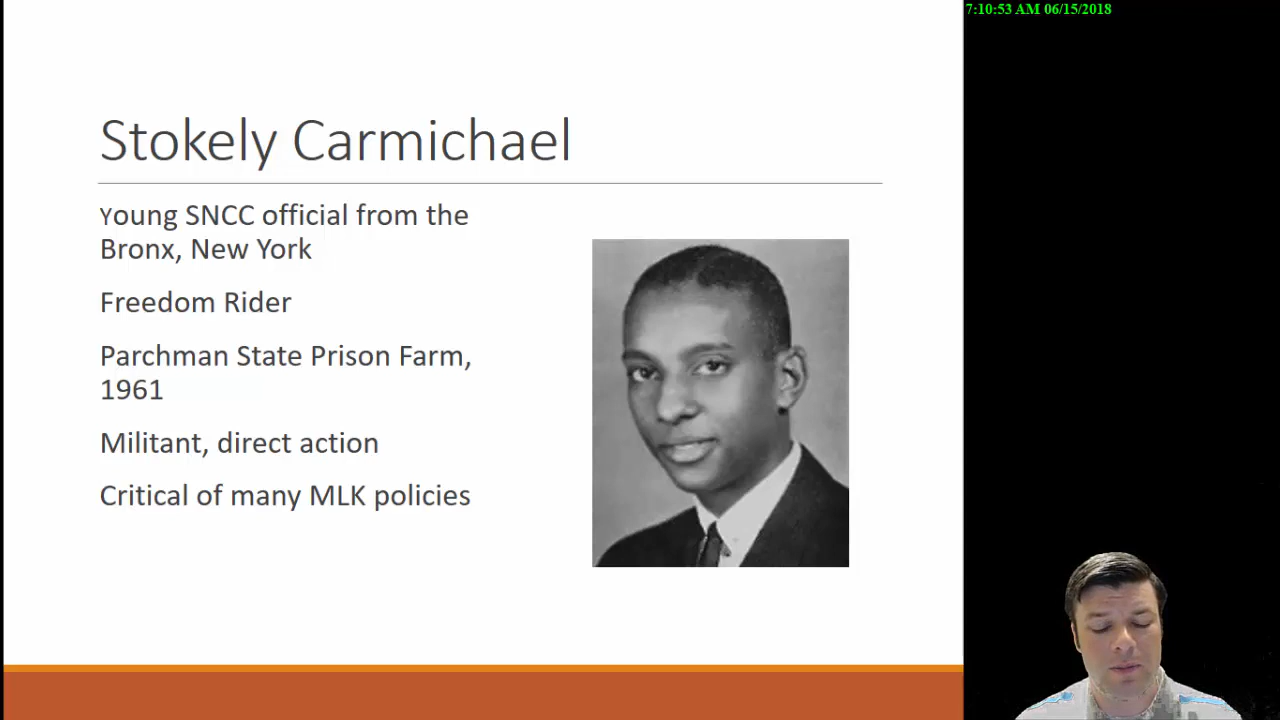 7:10:53 AM 06/15/2018
Stokely Carmichael
Young SNCC official from the
Bronx, New York
Freedom Rider
Parchman State Prison Farm,
1961
Militant, direct action
Critical of many MLK policies